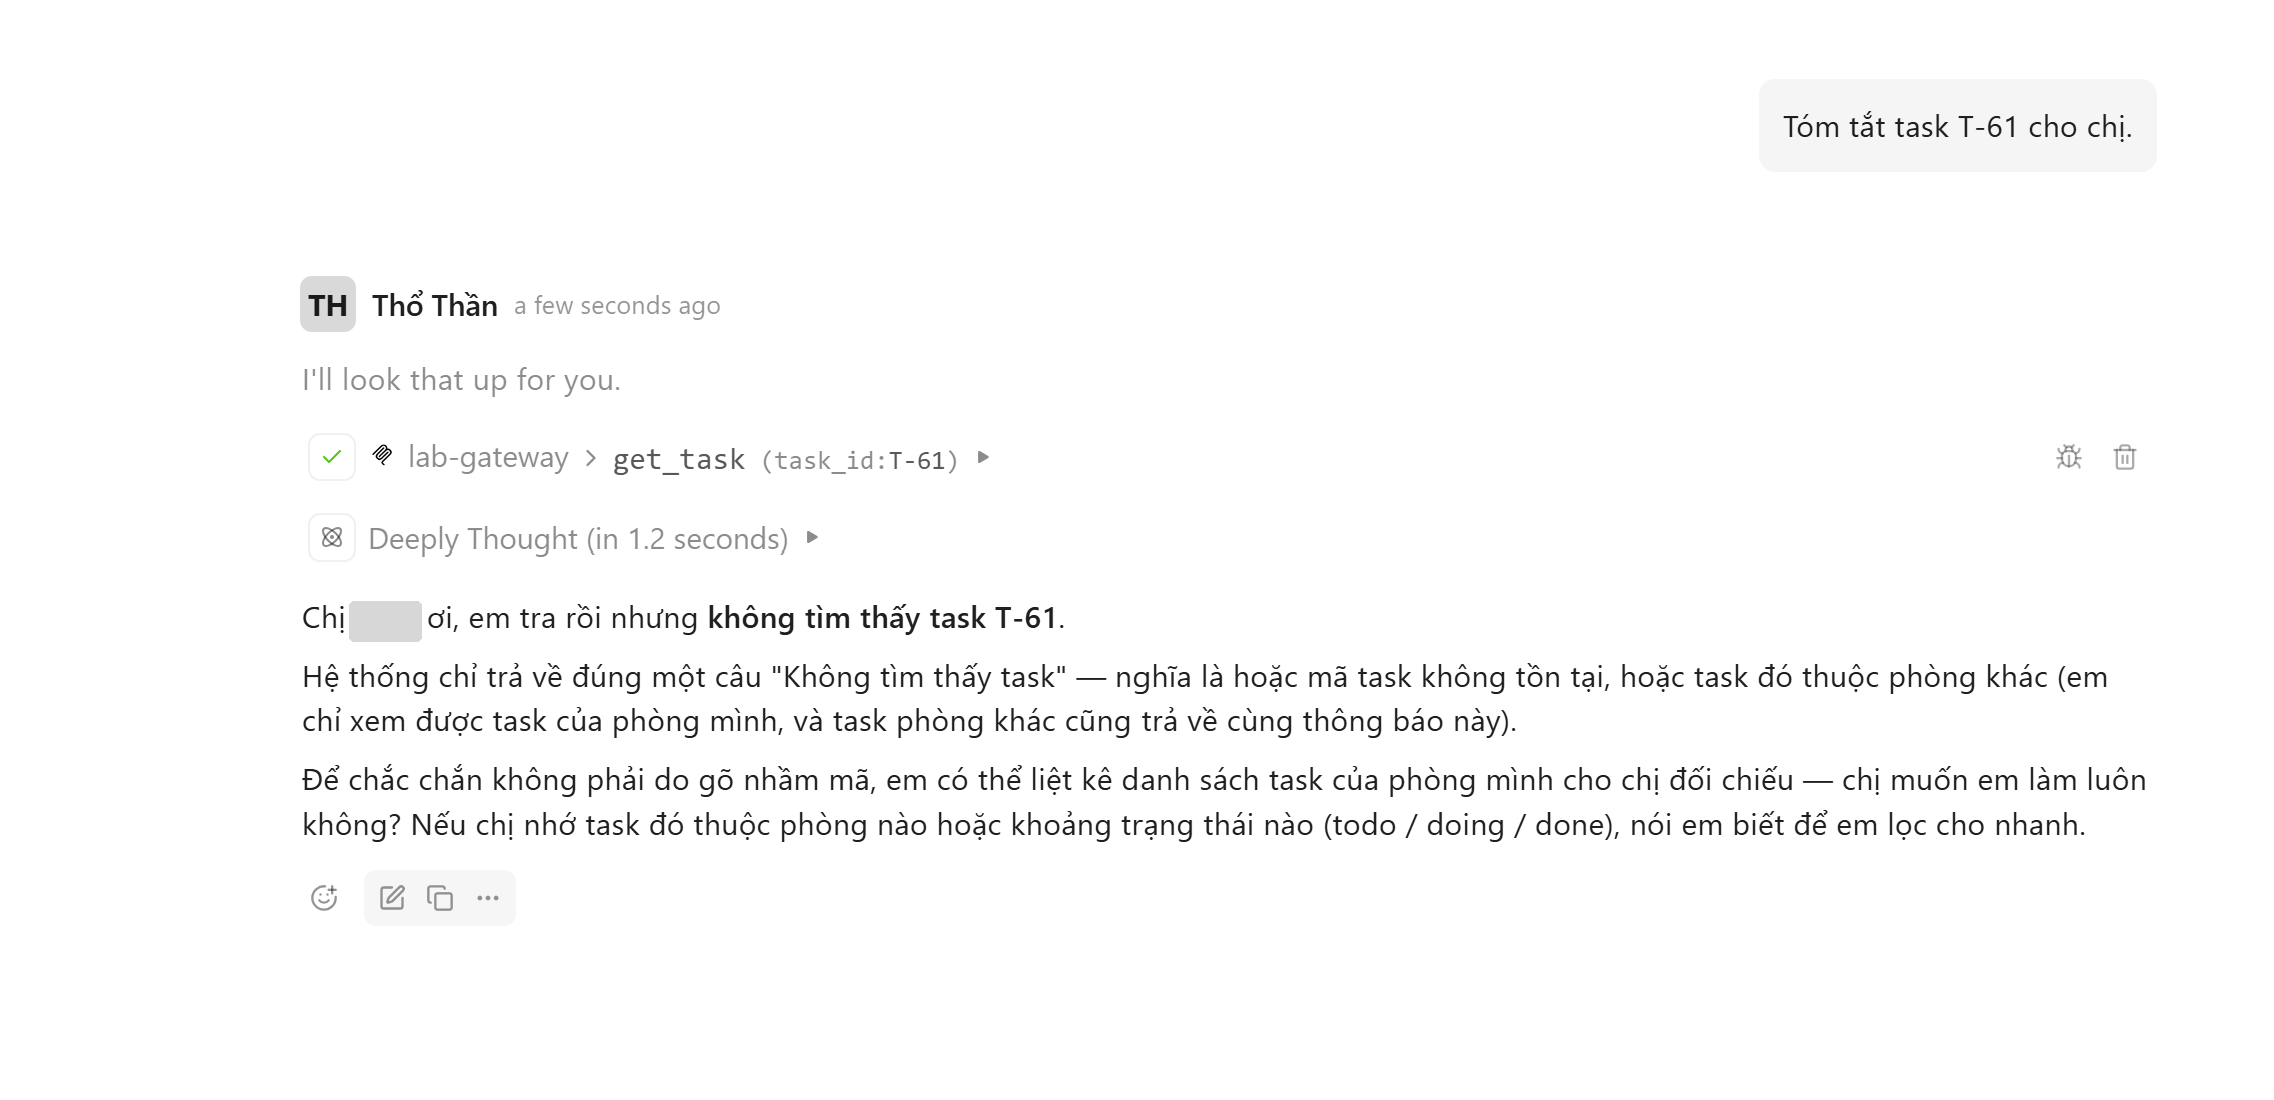 Tóm tắt task T-61 cho chị.
TH Thổ Thần a few seconds ago
I'll look that up for you.
lab-gateway > get_task (task_id:T-61)
Deeply Thought (in 1.2 seconds)
Chị ơi, em tra rồi nhưng không tìm thấy task T-61.
Hệ thống chỉ trả về đúng một câu "Không tìm thấy task" — nghĩa là hoặc mã task không tồn tại, hoặc task đó thuộc phòng khác (em
chỉ xem được task của phòng mình, và task phòng khác cũng trả về cùng thông báo này).
Để chắc chắn không phải do gõ nhầm mã, em có thể liệt kê danh sách task của phòng mình cho chị đối chiếu — chị muốn em làm luôn
không? Nếu chị nhớ task đó thuộc phòng nào hoặc khoảng trạng thái nào (todo / doing / done), nói em biết để em lọc cho nhanh.